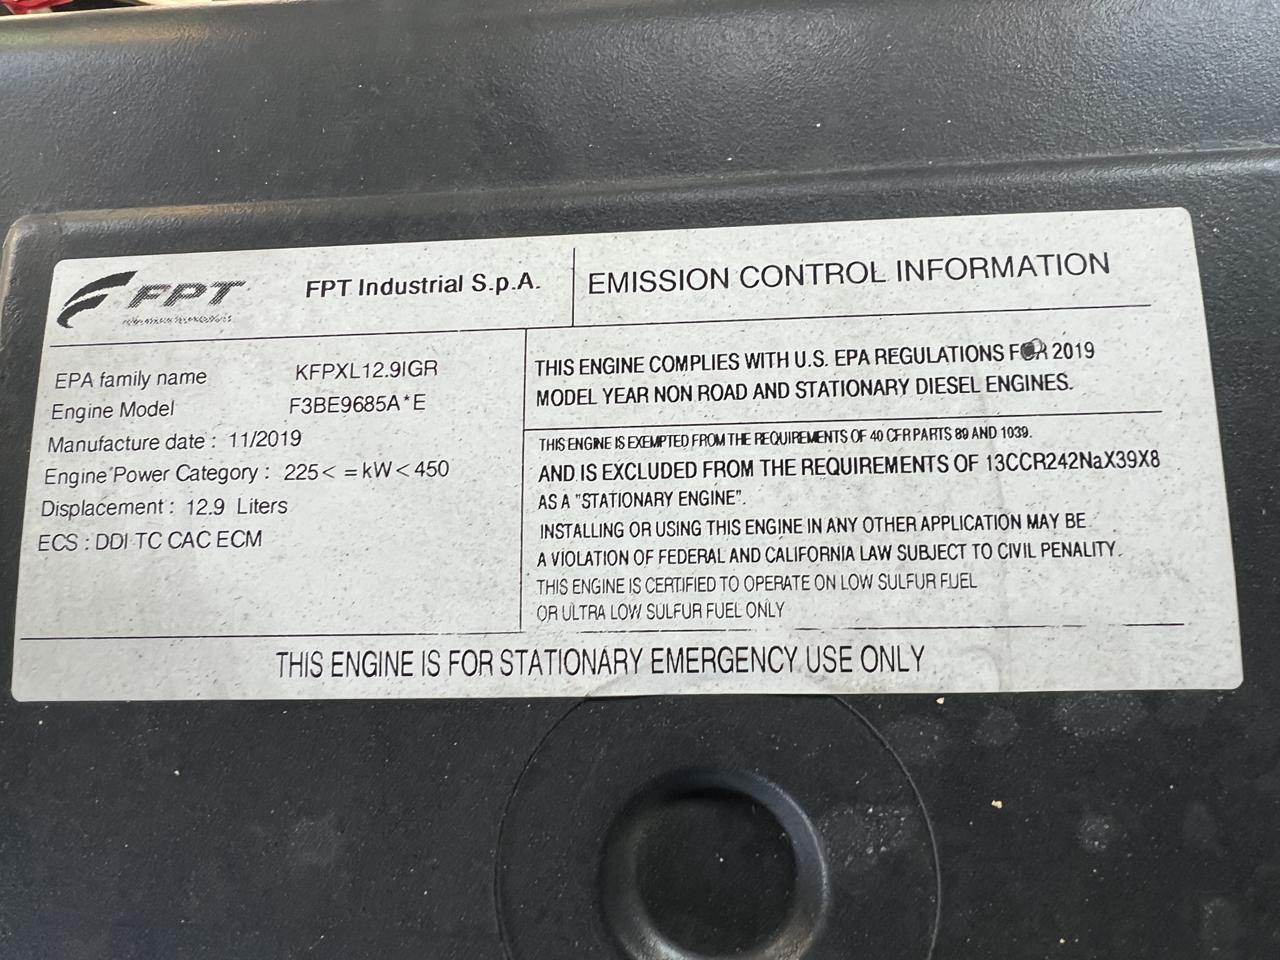 FPT FPT Industrial S.p.A. EMISSION CONTROL INFORMATION
EPA family name KFPXL12.9IGR
Engine Model F3BE9685A*E
Manufacture date : 11/2019
Engine Power Category : 225< =kW<450
Displacement : 12.9 Liters
ECS : DDI TC CAC ECM
THIS ENGINE COMPLIES WITH U.S. EPA REGULATIONS FOR 2019
MODEL YEAR NON ROAD AND STATIONARY DIESEL ENGINES.
THIS ENGINE IS EXEMPTED FROM THE REQUIREMENTS OF 40 CFR PARTS 89 AND 1039.
AND IS EXCLUDED FROM THE REQUIREMENTS OF 13CCR242NaX39X8
AS A "STATIONARY ENGINE".
INSTALLING OR USING THIS ENGINE IN ANY OTHER APPLICATION MAY BE
A VIOLATION OF FEDERAL AND CALIFORNIA LAW SUBJECT TO CIVIL PENALITY.
THIS ENGINE IS CERTIFIED TO OPERATE ON LOW SULFUR FUEL
OR ULTRA LOW SULFUR FUEL ONLY
THIS ENGINE IS FOR STATIONARY EMERGENCY USE ONLY